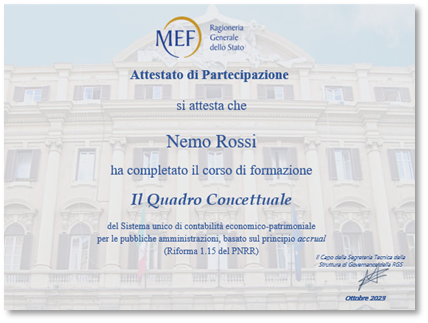 MEF
Ragioneria
Generale
dello Stato
Attestato di Partecipazione
si attesta che
Nemo Rossi
ha completato il corso di formazione
Il Quadro Concettuale
del Sistema unico di contabilità economico-patrimoniale
per le pubbliche amministrazioni, basato sul principio accrual
(Riforma 1.15 del PNRR)
Il Capo della Segreteria Tecnica della
Struttura di Governance della RGS
Ottobre 2023